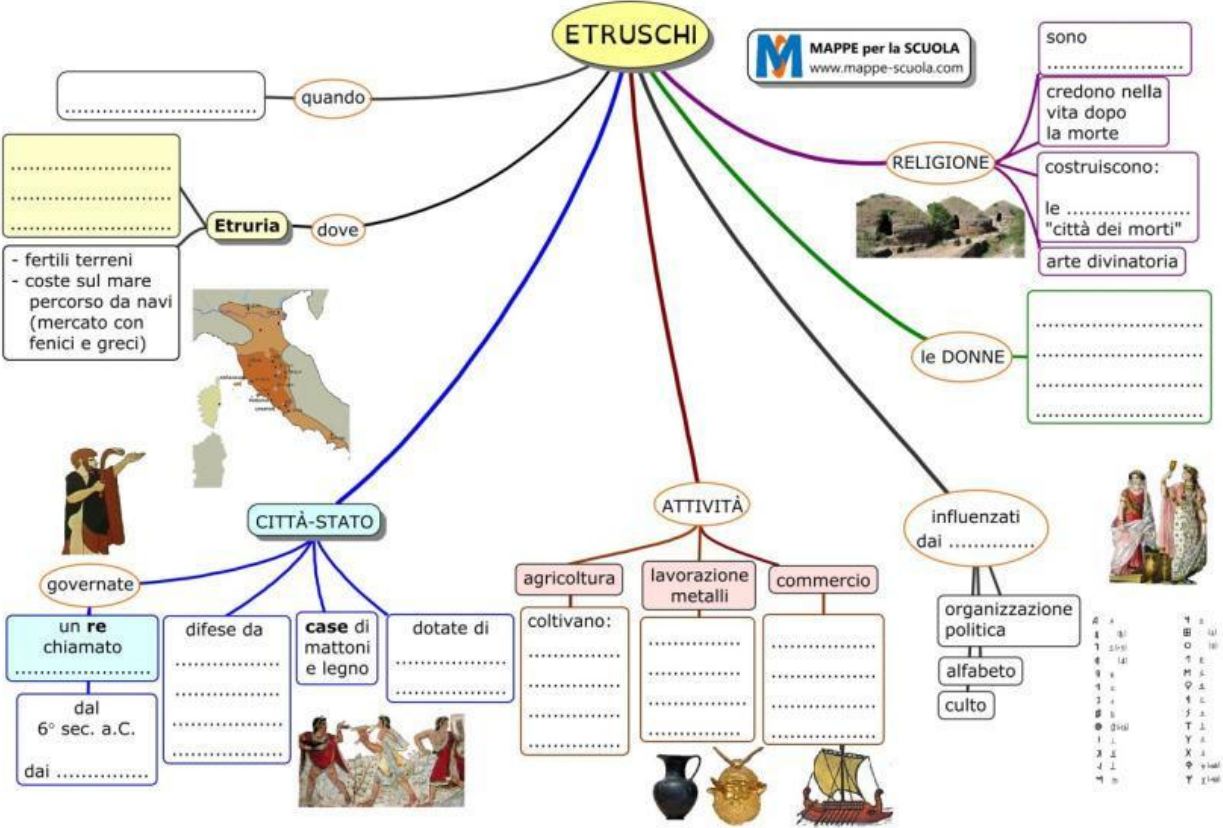 ETRUSCHI
MAPPE per la SCUOLA
www.mappe-scuola.com
quando
.............................
dove
Etruria
.........................
.........................
.........................
- fertili terreni
- coste sul mare
percorso da navi
(mercato con
fenici e greci)
RELIGIONE
sono
.....................
credono nella
vita dopo
la morte
costruiscono:
le ...................
"città dei morti"
arte divinatoria
le DONNE
..........................
..........................
..........................
..........................
CITTÀ-STATO
governate
un re
chiamato
.........................
dal
6° sec. a.C.
dai ..............
difese da
..................
..................
..................
..................
case di
mattoni
e legno
dotate di
..................
..................
ATTIVITÀ
agricoltura
coltivano:
..................
..................
..................
..................
lavorazione
metalli
..................
..................
..................
..................
commercio
..................
..................
..................
..................
influenzati
dai .............
organizzazione
politica
alfabeto
culto